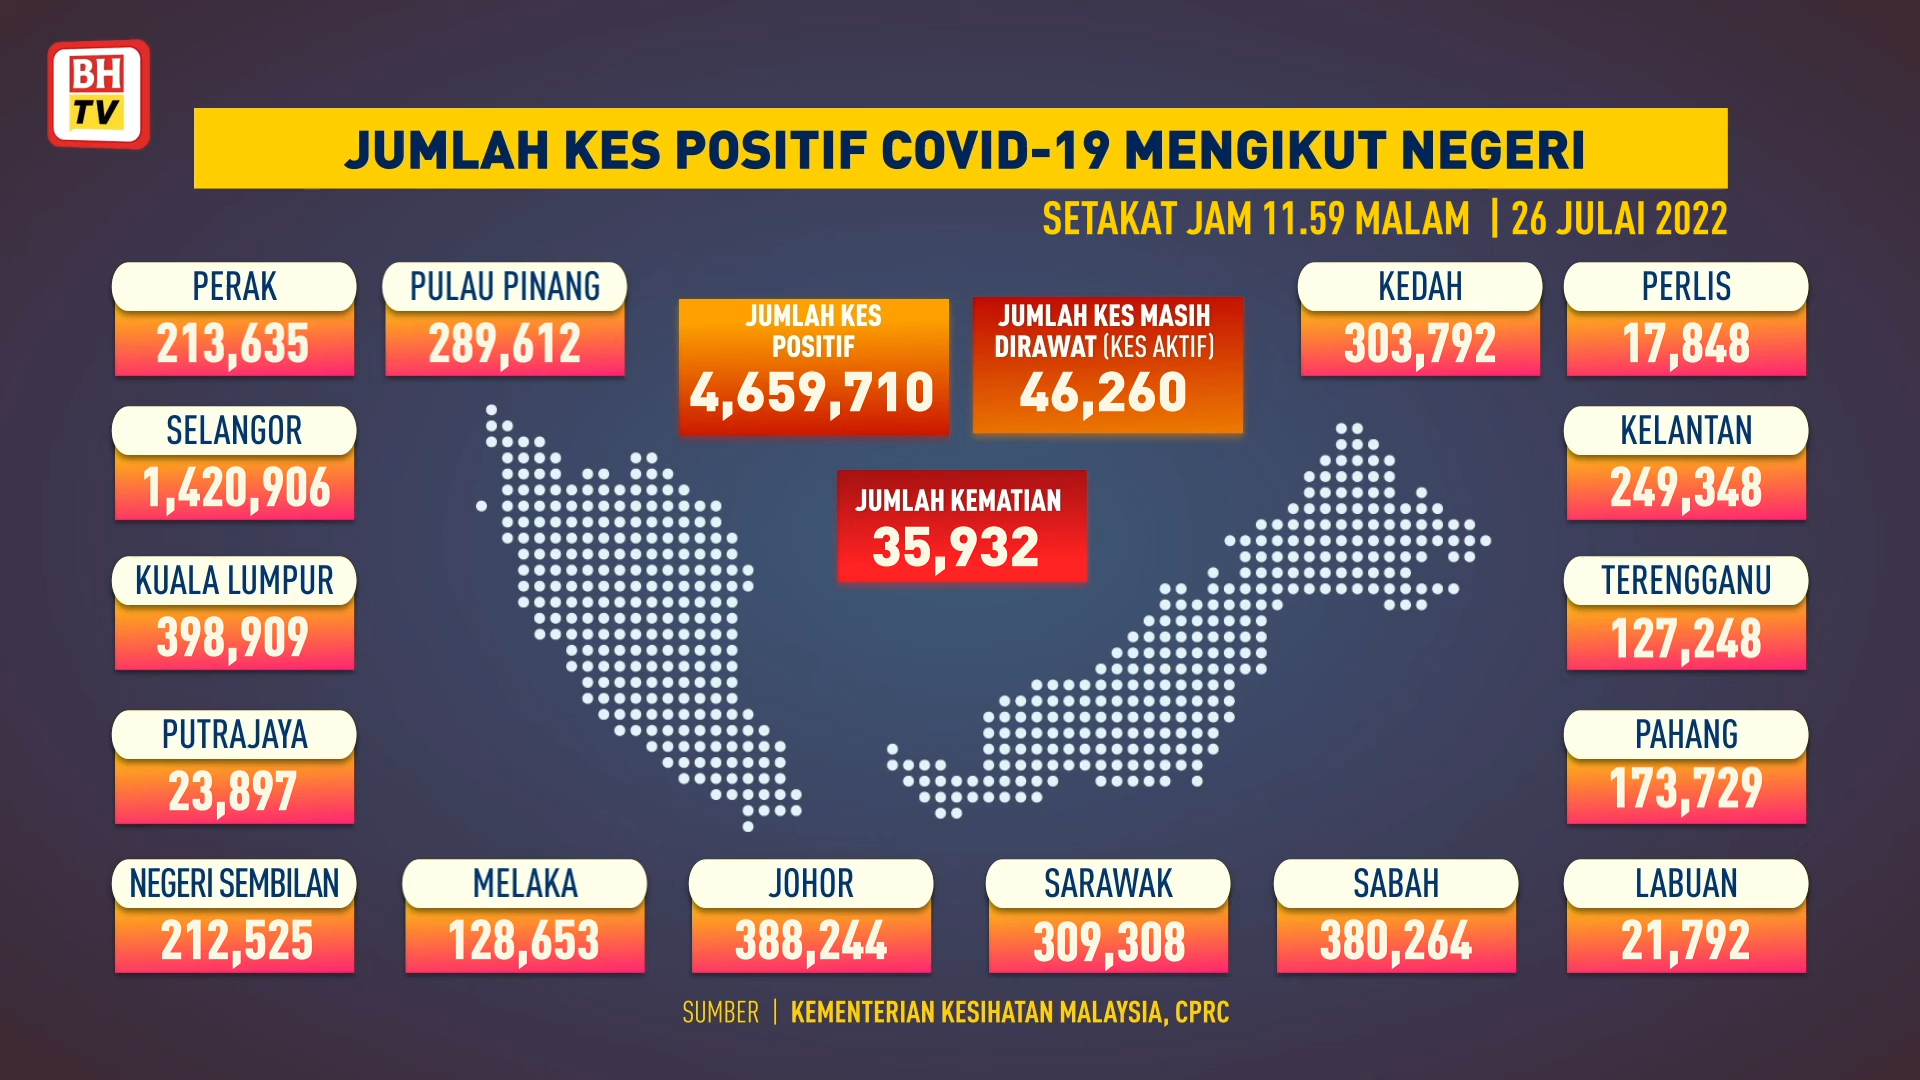 BH
TV
JUMLAH KES POSITIF COVID-19 MENGIKUT NEGERI
SETAKAT JAM 11.59 MALAM | 26 JULAI 2022
PERAK
213,635
PULAU PINANG
289,612
JUMLAH KES
POSITIF
4,659,710
JUMLAH KES MASIH
DIRAWAT (KES AKTIF)
46,260
KEDAH
303,792
PERLIS
17,848
SELANGOR
1,420,906
JUMLAH KEMATIAN
35,932
KELANTAN
249,348
KUALA LUMPUR
398,909
TERENGGANU
127,248
PUTRAJAYA
23,897
PAHANG
173,729
NEGERI SEMBILAN
212,525
MELAKA
128,653
JOHOR
388,244
SARAWAK
309,308
SABAH
380,264
LABUAN
21,792
SUMBER | KEMENTERIAN KESIHATAN MALAYSIA, CPRC